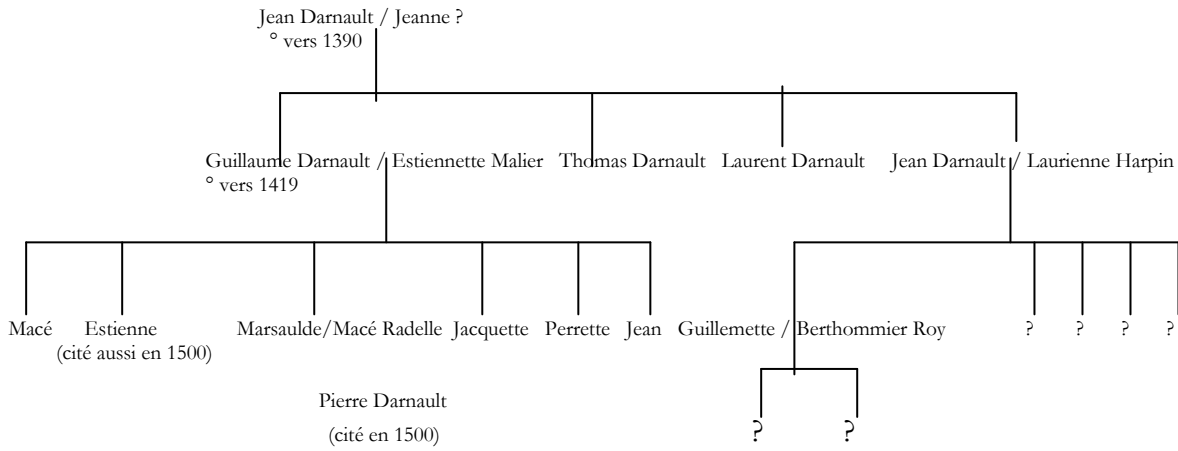 Jean Darnault / Jeanne ?
° vers 1390
Guillaume Darnault / Estiennette Malier Thomas Darnault Laurent Darnault Jean Darnault / Laurienne Harpin
° vers 1419
Macé Estienne Marsaulde/Macé Radelle Jacquette Perrette Jean Guillemette / Berthommier Roy ? ? ? ?
(cité aussi en 1500)
Pierre Darnault
(cité en 1500)
? ?